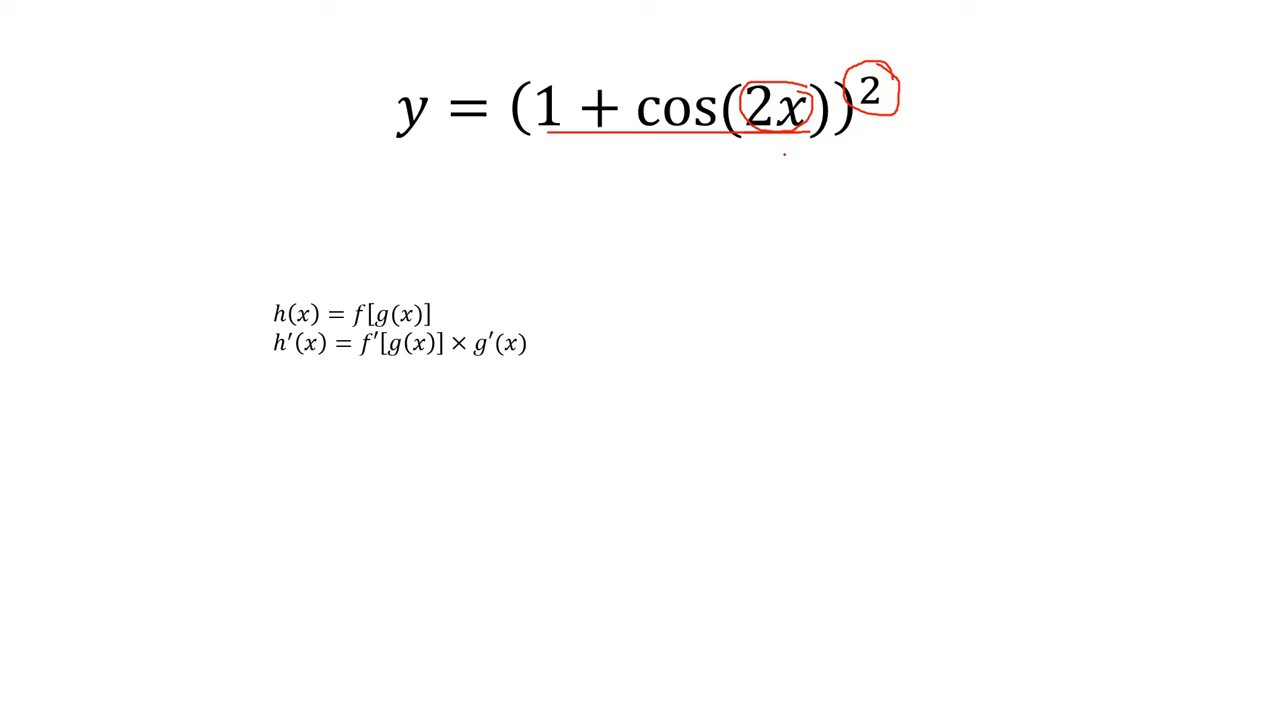 y = (1 + cos(2x))²
h(x) = f[g(x)]
h′(x) = f′[g(x)] × g′(x)